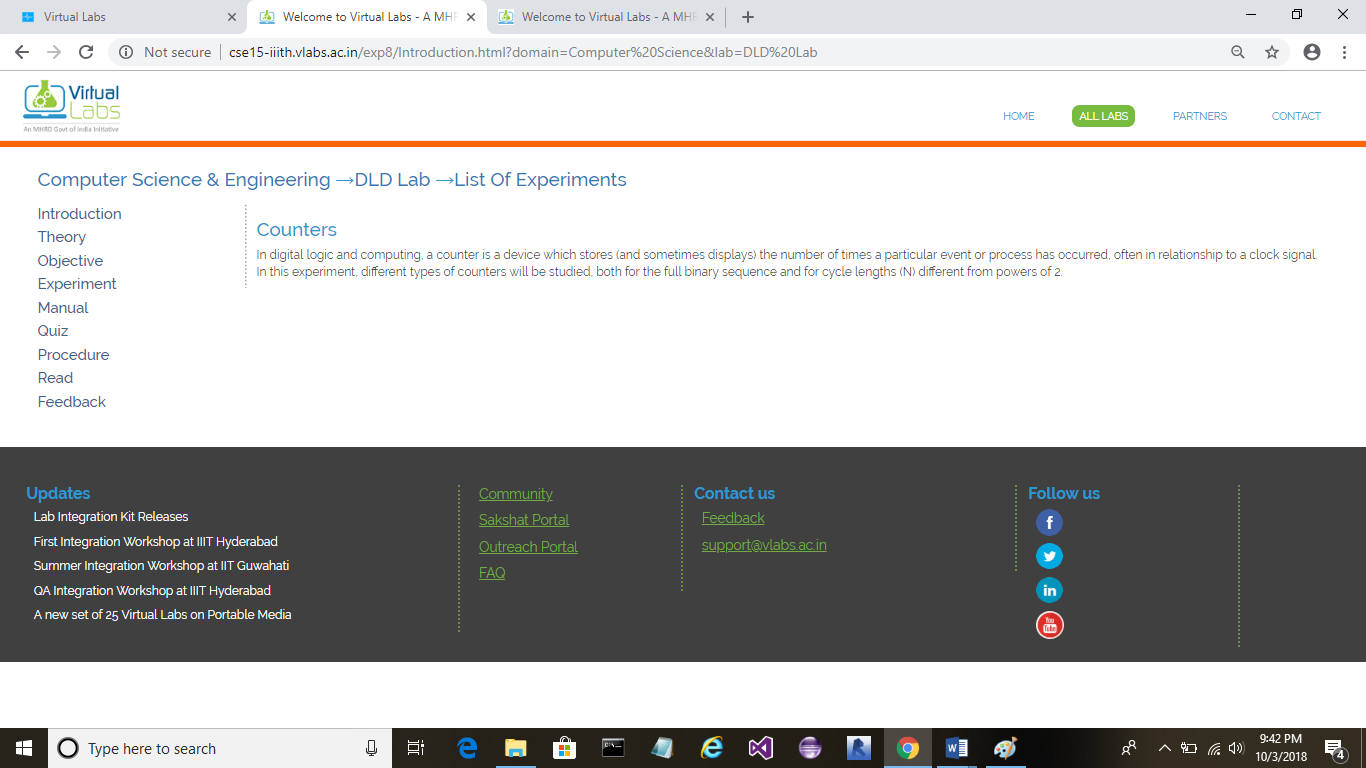 Virtual Labs
Welcome to Virtual Labs - A MHR
Welcome to Virtual Labs - A MHR
Not secure
cse15-iiith.vlabs.ac.in/exp8/Introduction.html?domain=Computer%20Science&lab=DLD%20Lab
Virtual
Labs
An MHRD Govt of India Initiative
HOME
ALL LABS
PARTNERS
CONTACT
Computer Science & Engineering →DLD Lab →List Of Experiments
Introduction
Theory
Objective
Experiment
Manual
Quiz
Procedure
Read
Feedback
Counters
In digital logic and computing, a counter is a device which stores (and sometimes displays) the number of times a particular event or process has occurred, often in relationship to a clock signal.
In this experiment, different types of counters will be studied, both for the full binary sequence and for cycle lengths (N) different from powers of 2.
Updates
Lab Integration Kit Releases
First Integration Workshop at IIIT Hyderabad
Summer Integration Workshop at IIT Guwahati
QA Integration Workshop at IIIT Hyderabad
A new set of 25 Virtual Labs on Portable Media
Community
Sakshat Portal
Outreach Portal
FAQ
Contact us
Feedback
support@vlabs.ac.in
Follow us
f
in
You
Tube
Type here to search
C:\
W
R
9:42 PM
10/3/2018
4